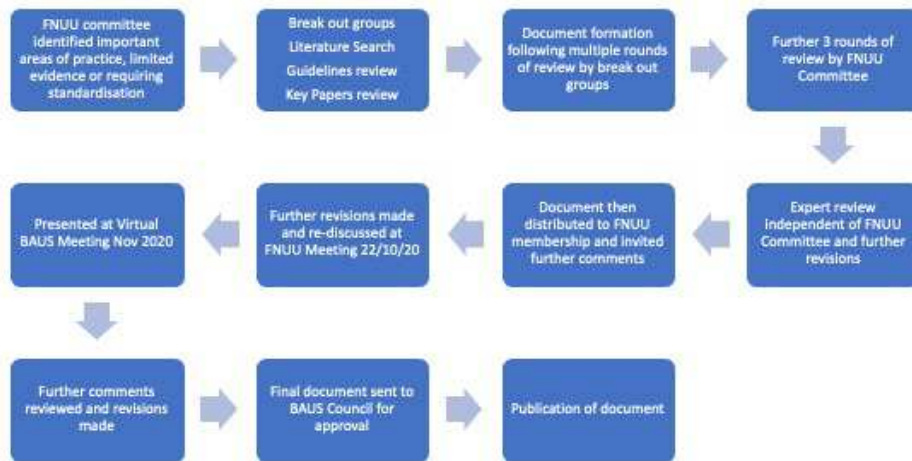 FNUU committee
identified important
areas of practice, limited
evidence or requiring
standardisation
Break out groups
Literature Search
Guidelines review
Key Papers review
Document formation
following multiple rounds
of review by break out
groups
Further 3 rounds of
review by FNUU
Committee
Expert review
independent of FNUU
Committee and further
revisions
Document then
distributed to FNUU
membership and invited
further comments
Further revisions made
and re-discussed at
FNUU Meeting 22/10/20
Presented at Virtual
BAUS Meeting Nov 2020
Further comments
reviewed and revisions
made
Final document sent to
BAUS Council for
approval
Publication of document